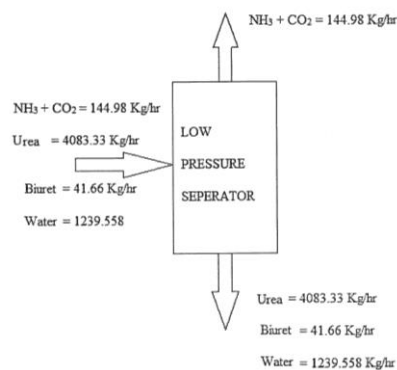 NH3 + CO2 = 144.98 Kg/hr
NH3 + CO2 = 144.98 Kg/hr
Urea = 4083.33 Kg/hr
Biuret = 41.66 Kg/hr
Water = 1239.558
LOW
PRESSURE
SEPERATOR
Urea = 4083.33 Kg/hr
Biuret = 41.66 Kg/hr
Water = 1239.558 Kg/hr